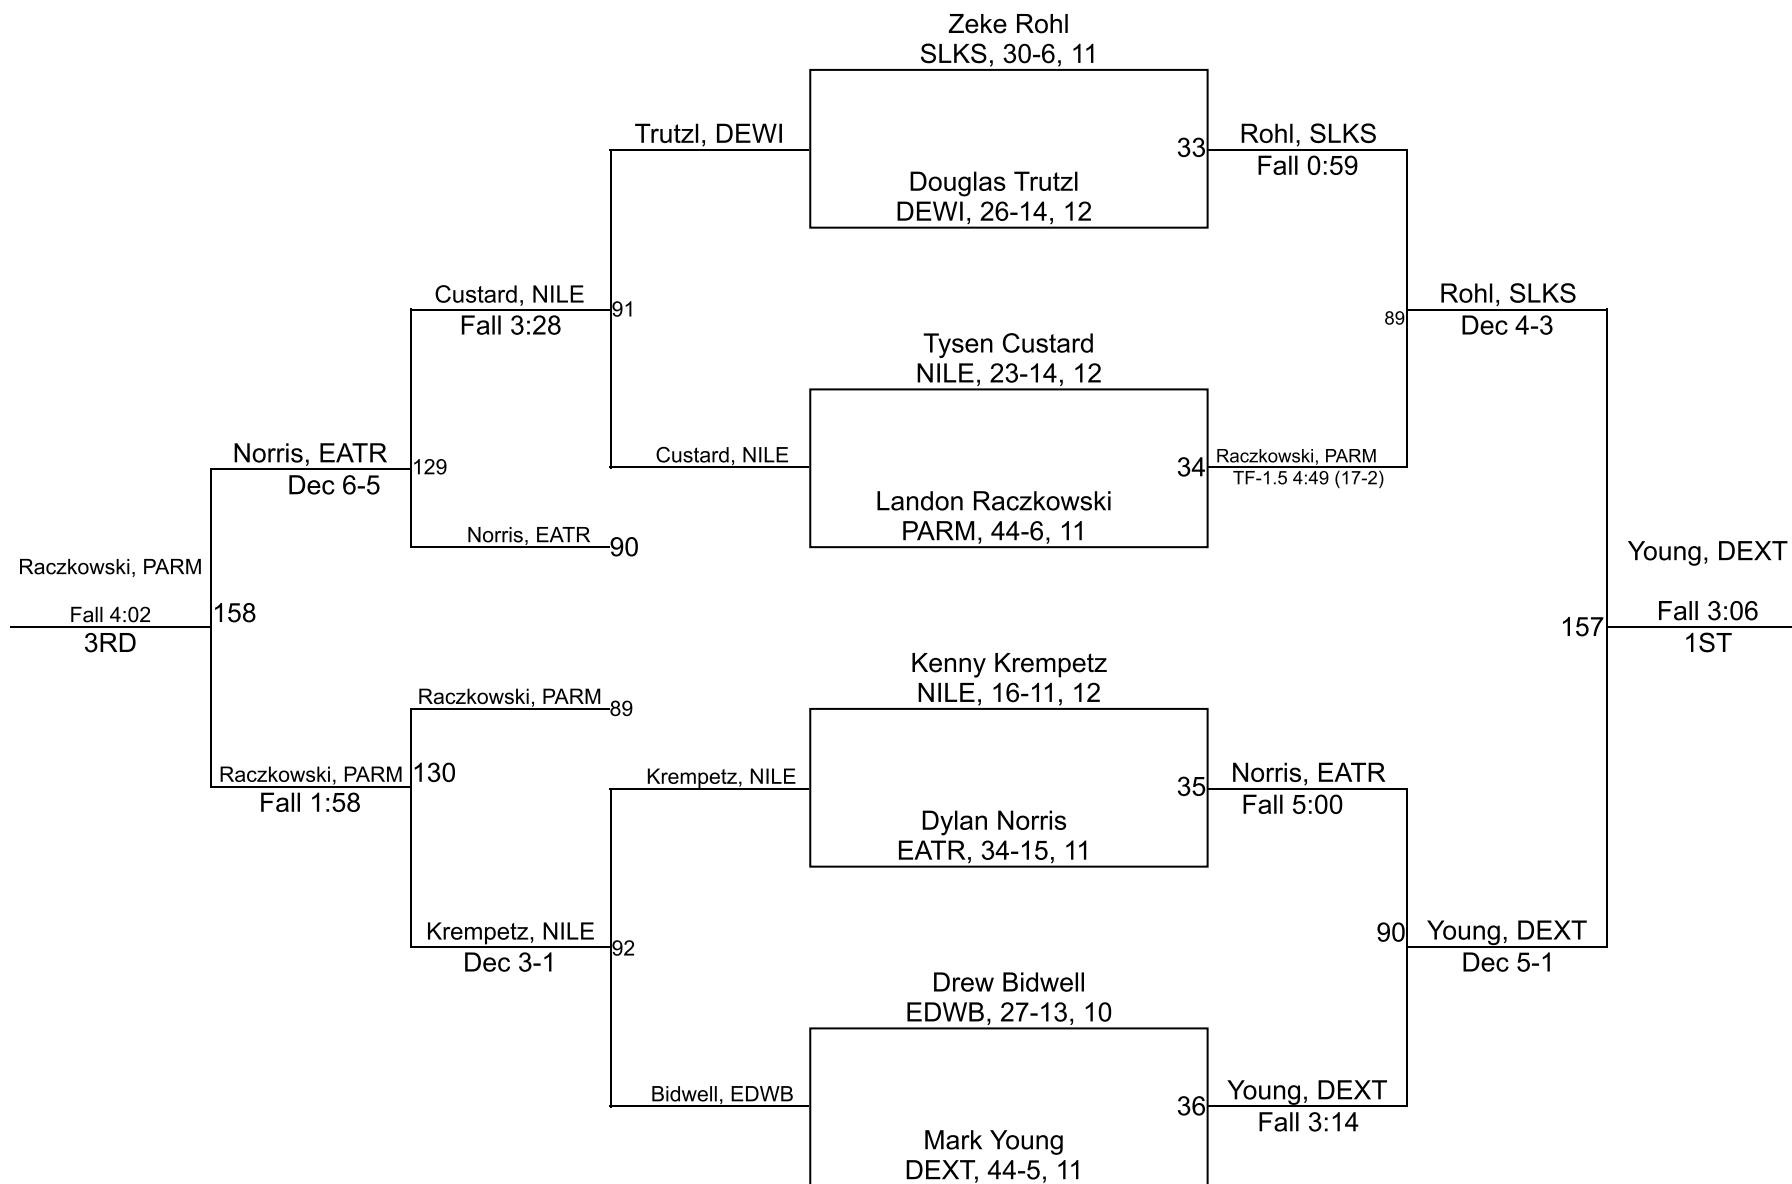 Zeke Rohl
SLKS, 30-6, 11
Trutzl, DEWI
33
Rohl, SLKS
Fall 0:59
Douglas Trutzl
DEWI, 26-14, 12
Custard, NILE
Fall 3:28
91
89
Rohl, SLKS
Dec 4-3
Tysen Custard
NILE, 23-14, 12
Norris, EATR
Dec 6-5
129
Custard, NILE
34
Raczkowski, PARM
TF-1.5 4:49 (17-2)
Landon Raczkowski
PARM, 44-6, 11
Norris, EATR
90
Raczkowski, PARM
Fall 4:02
3RD
158
157
Young, DEXT
Fall 3:06
1ST
Kenny Krempetz
NILE, 16-11, 12
Raczkowski, PARM
89
Raczkowski, PARM
Fall 1:58
130
Krempetz, NILE
35
Norris, EATR
Fall 5:00
Dylan Norris
EATR, 34-15, 11
Krempetz, NILE
Dec 3-1
92
90
Young, DEXT
Dec 5-1
Drew Bidwell
EDWB, 27-13, 10
Bidwell, EDWB
36
Young, DEXT
Fall 3:14
Mark Young
DEXT, 44-5, 11